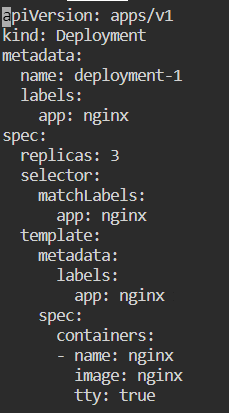 apiVersion: apps/v1
kind: Deployment
metadata:
  name: deployment-1
  labels:
    app: nginx
spec:
  replicas: 3
  selector:
    matchLabels:
      app: nginx
  template:
    metadata:
      labels:
        app: nginx
    spec:
      containers:
      - name: nginx
        image: nginx
        tty: true